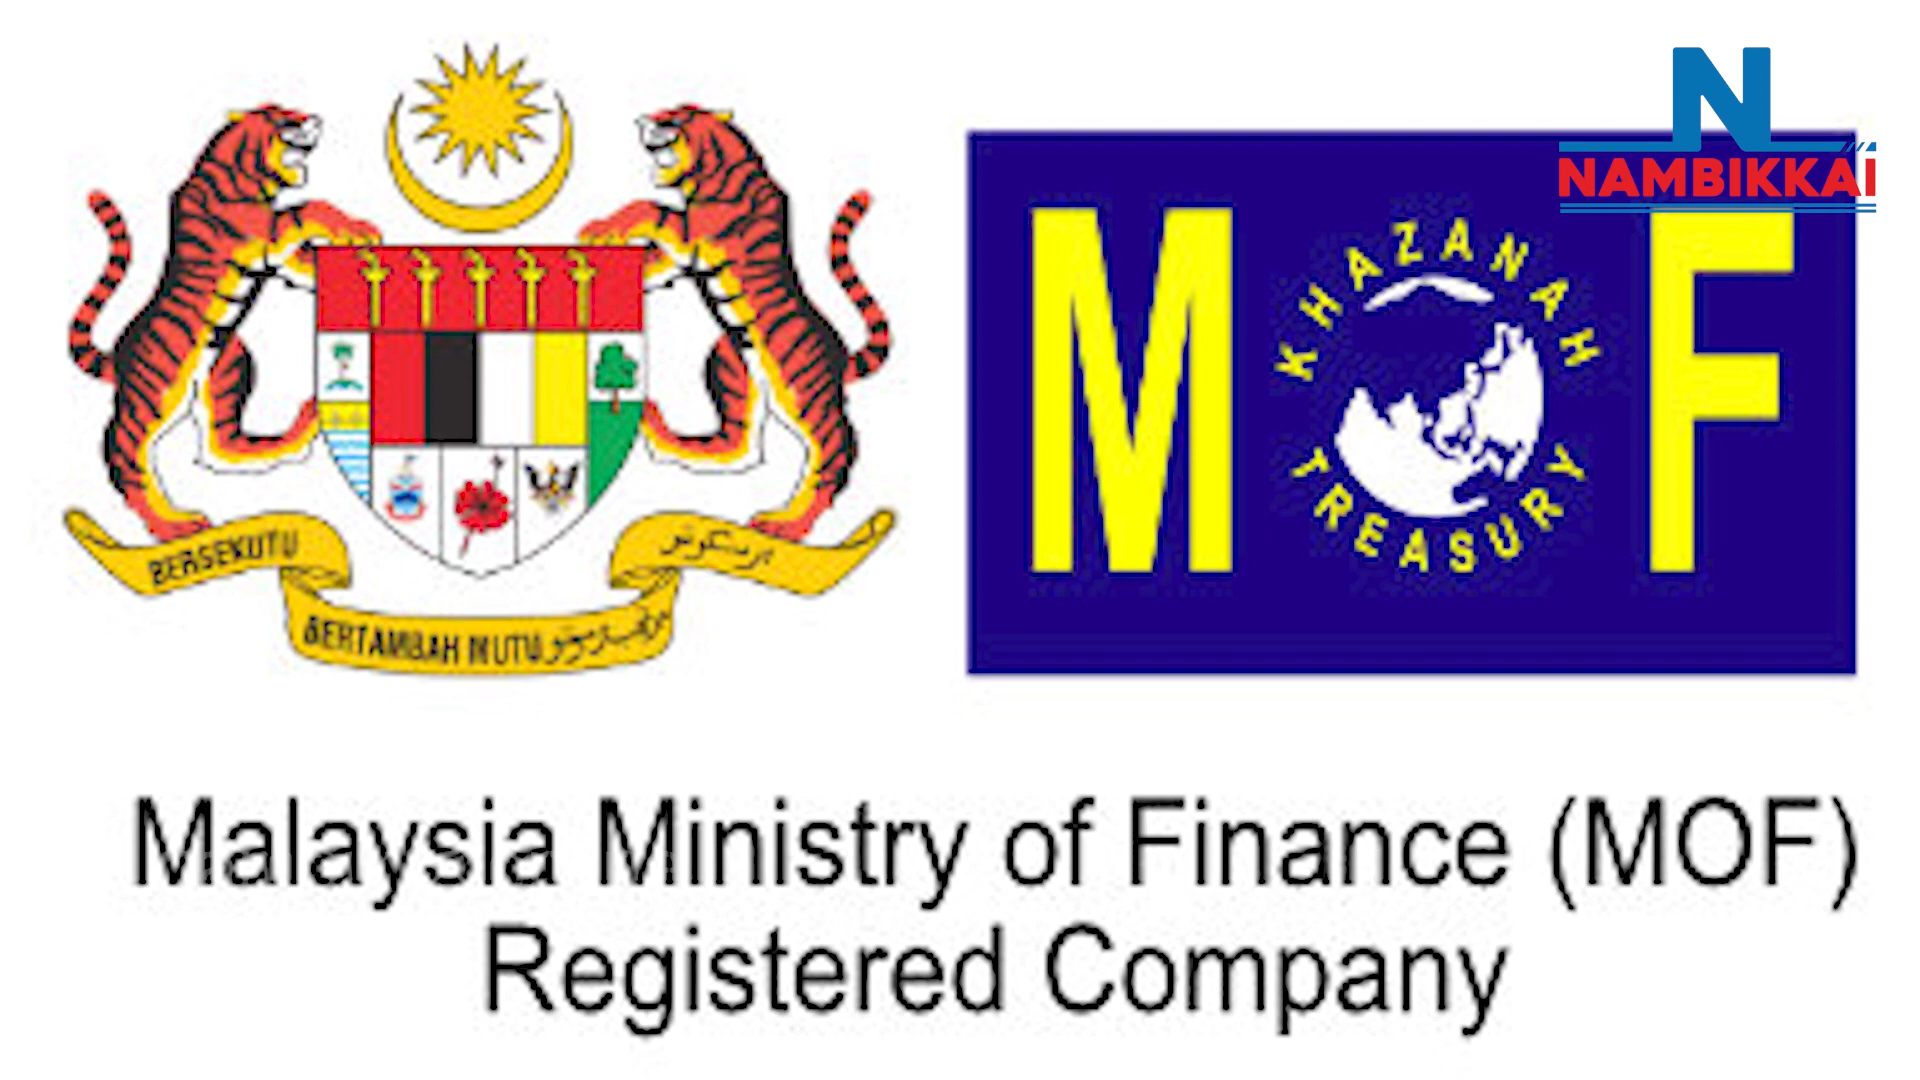 N
NAMBIKKAI
BERSEKUTU
BERTAMBAH MUTU
M F
KHAZANAH
TREASURY
Malaysia Ministry of Finance (MOF)
Registered Company